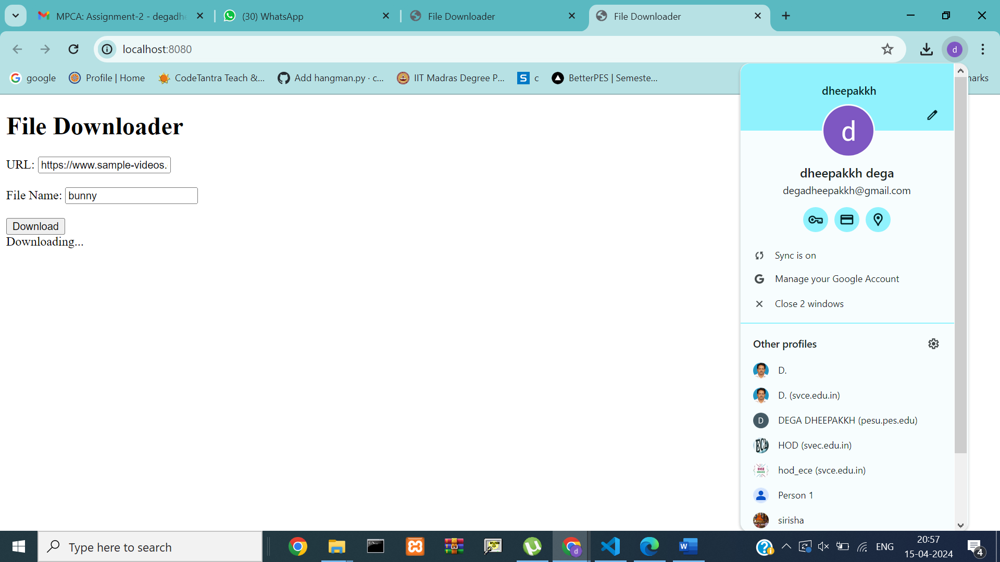 MPCA: Assignment-2 - degadhe
(30) WhatsApp
File Downloader
File Downloader
localhost:8080
d
google
Profile | Home
CodeTantra Teach &...
Add hangman.py · c...
IIT Madras Degree P...
S c
BetterPES | Semeste...
narks
File Downloader
URL: https://www.sample-videos.
File Name: bunny
Download
Downloading...
dheepakkh
d
dheepakkh dega
degadheepakkh@gmail.com
Sync is on
Manage your Google Account
Close 2 windows
Other profiles
D.
D. (svce.edu.in)
D DEGA DHEEPAKKH (pesu.pes.edu)
HOD (svec.edu.in)
hod_ece (svce.edu.in)
Person 1
sirisha
Type here to search
d
W
ENG
20:57
15-04-2024
4